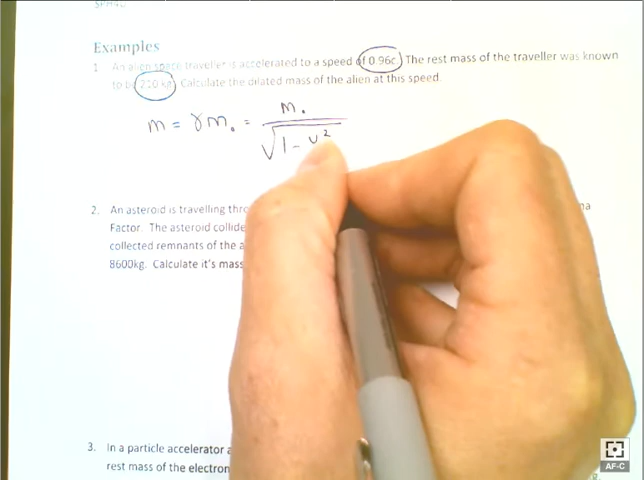 SPH4U
Examples
1. An alien space traveller is accelerated to a speed of 0.96c. The rest mass of the traveller was known
to be 210 kg. Calculate the dilated mass of the alien at this speed.
m = γm₀ = m₀ / √1 - v²
2. An asteroid is travelling thr
Factor. The asteroid collide
collected remnants of the a
8600kg. Calculate it's mass
3. In a particle accelerator a
rest mass of the electron
AF-C